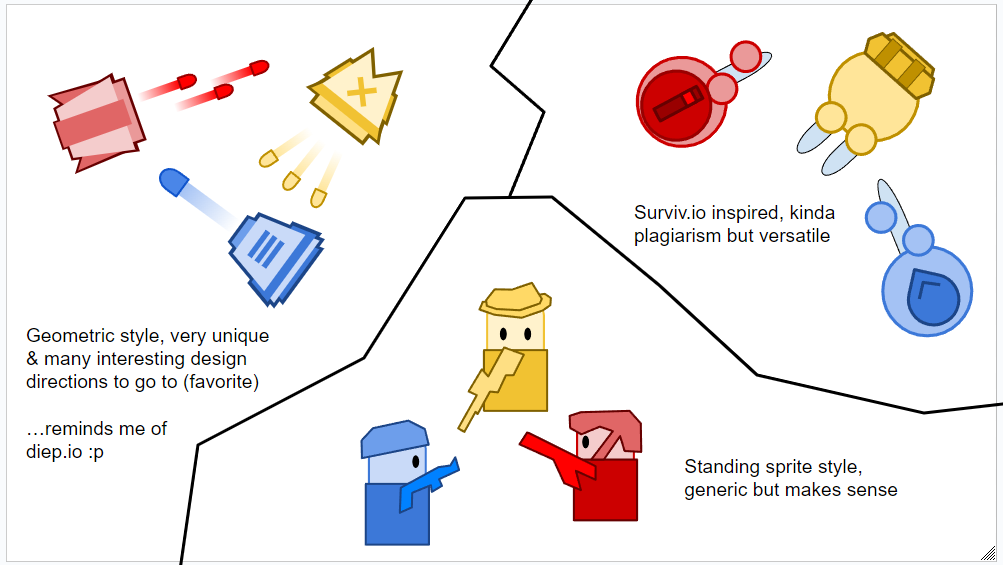 Geometric style, very unique
& many interesting design
directions to go to (favorite)
…reminds me of
diep.io :p
Surviv.io inspired, kinda
plagiarism but versatile
Standing sprite style,
generic but makes sense